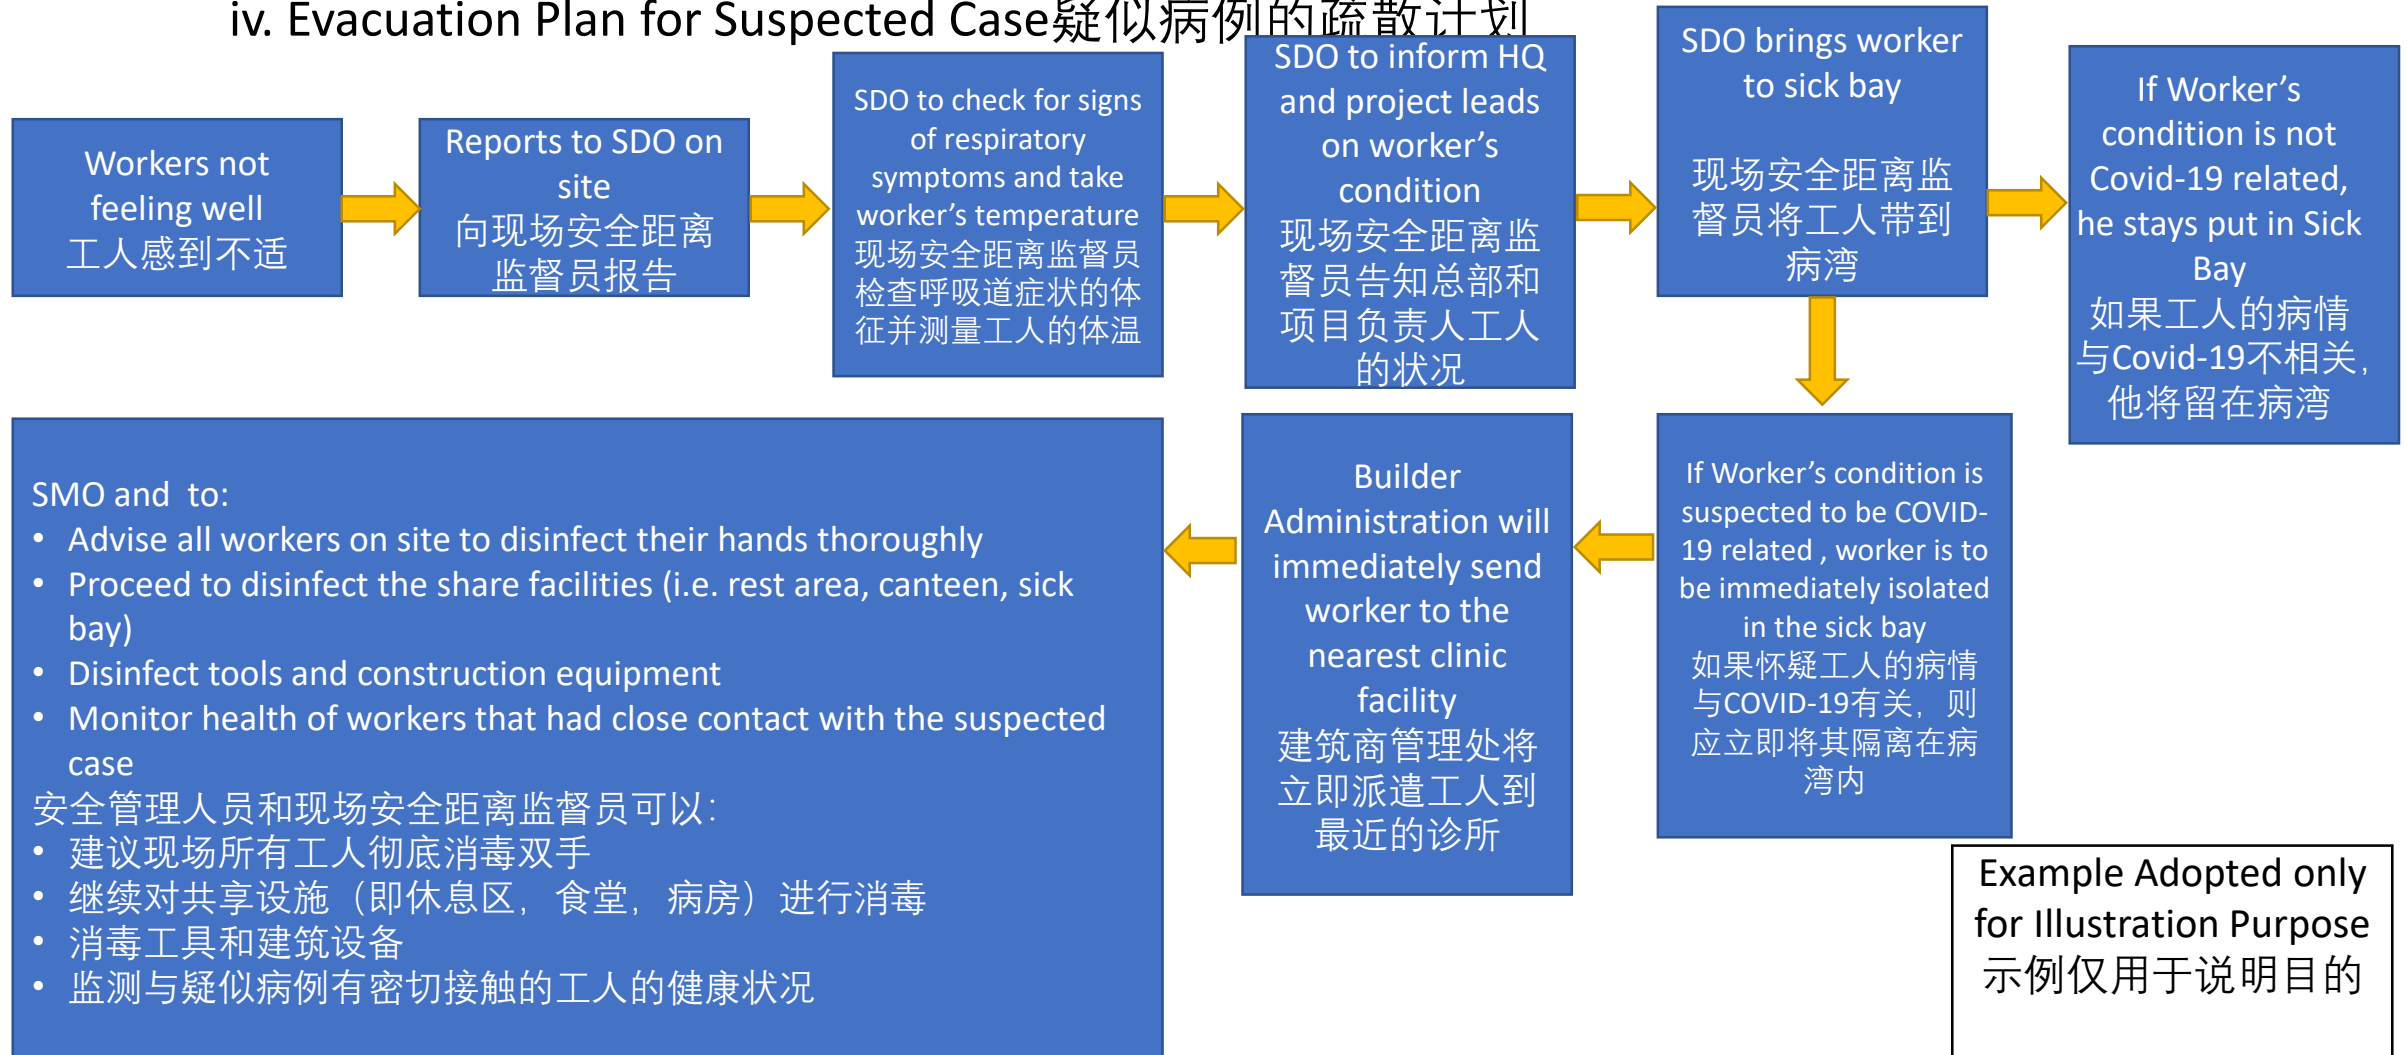 iv. Evacuation Plan for Suspected Case疑似病例的疏散计划
Workers not
feeling well
工人感到不适
Reports to SDO on
site
向现场安全距离
监督员报告
SDO to check for signs
of respiratory
symptoms and take
worker’s temperature
现场安全距离监督员
检查呼吸道症状的体
征并测量工人的体温
SDO to inform HQ
and project leads
on worker’s
condition
现场安全距离监
督员告知总部和
项目负责人工人
的状况
SDO brings worker
to sick bay
现场安全距离监
督员将工人带到
病湾
If Worker’s
condition is not
Covid-19 related,
he stays put in Sick
Bay
如果工人的病情
与Covid-19不相关，
他将留在病湾
If Worker’s condition is
suspected to be COVID-
19 related , worker is to
be immediately isolated
in the sick bay
如果怀疑工人的病情
与COVID-19有关，则
应立即将其隔离在病
湾内
Builder
Administration will
immediately send
worker to the
nearest clinic
facility
建筑商管理处将
立即派遣工人到
最近的诊所
SMO and  to:
• Advise all workers on site to disinfect their hands thoroughly
• Proceed to disinfect the share facilities (i.e. rest area, canteen, sick
bay)
• Disinfect tools and construction equipment
• Monitor health of workers that had close contact with the suspected
case
安全管理人员和现场安全距离监督员可以：
• 建议现场所有工人彻底消毒双手
• 继续对共享设施（即休息区，食堂，病房）进行消毒
• 消毒工具和建筑设备
• 监测与疑似病例有密切接触的工人的健康状况
Example Adopted only
for Illustration Purpose
示例仅用于说明目的